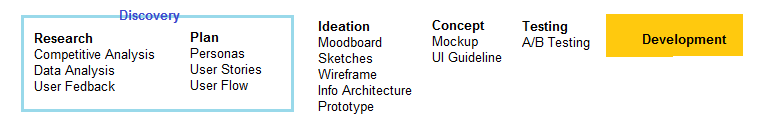 Discovery
Research
Competitive Analysis
Data Analysis
User Fedback
Plan
Personas
User Stories
User Flow
Ideation
Moodboard
Sketches
Wireframe
Info Architecture
Prototype
Concept
Mockup
UI Guideline
Testing
A/B Testing
Development